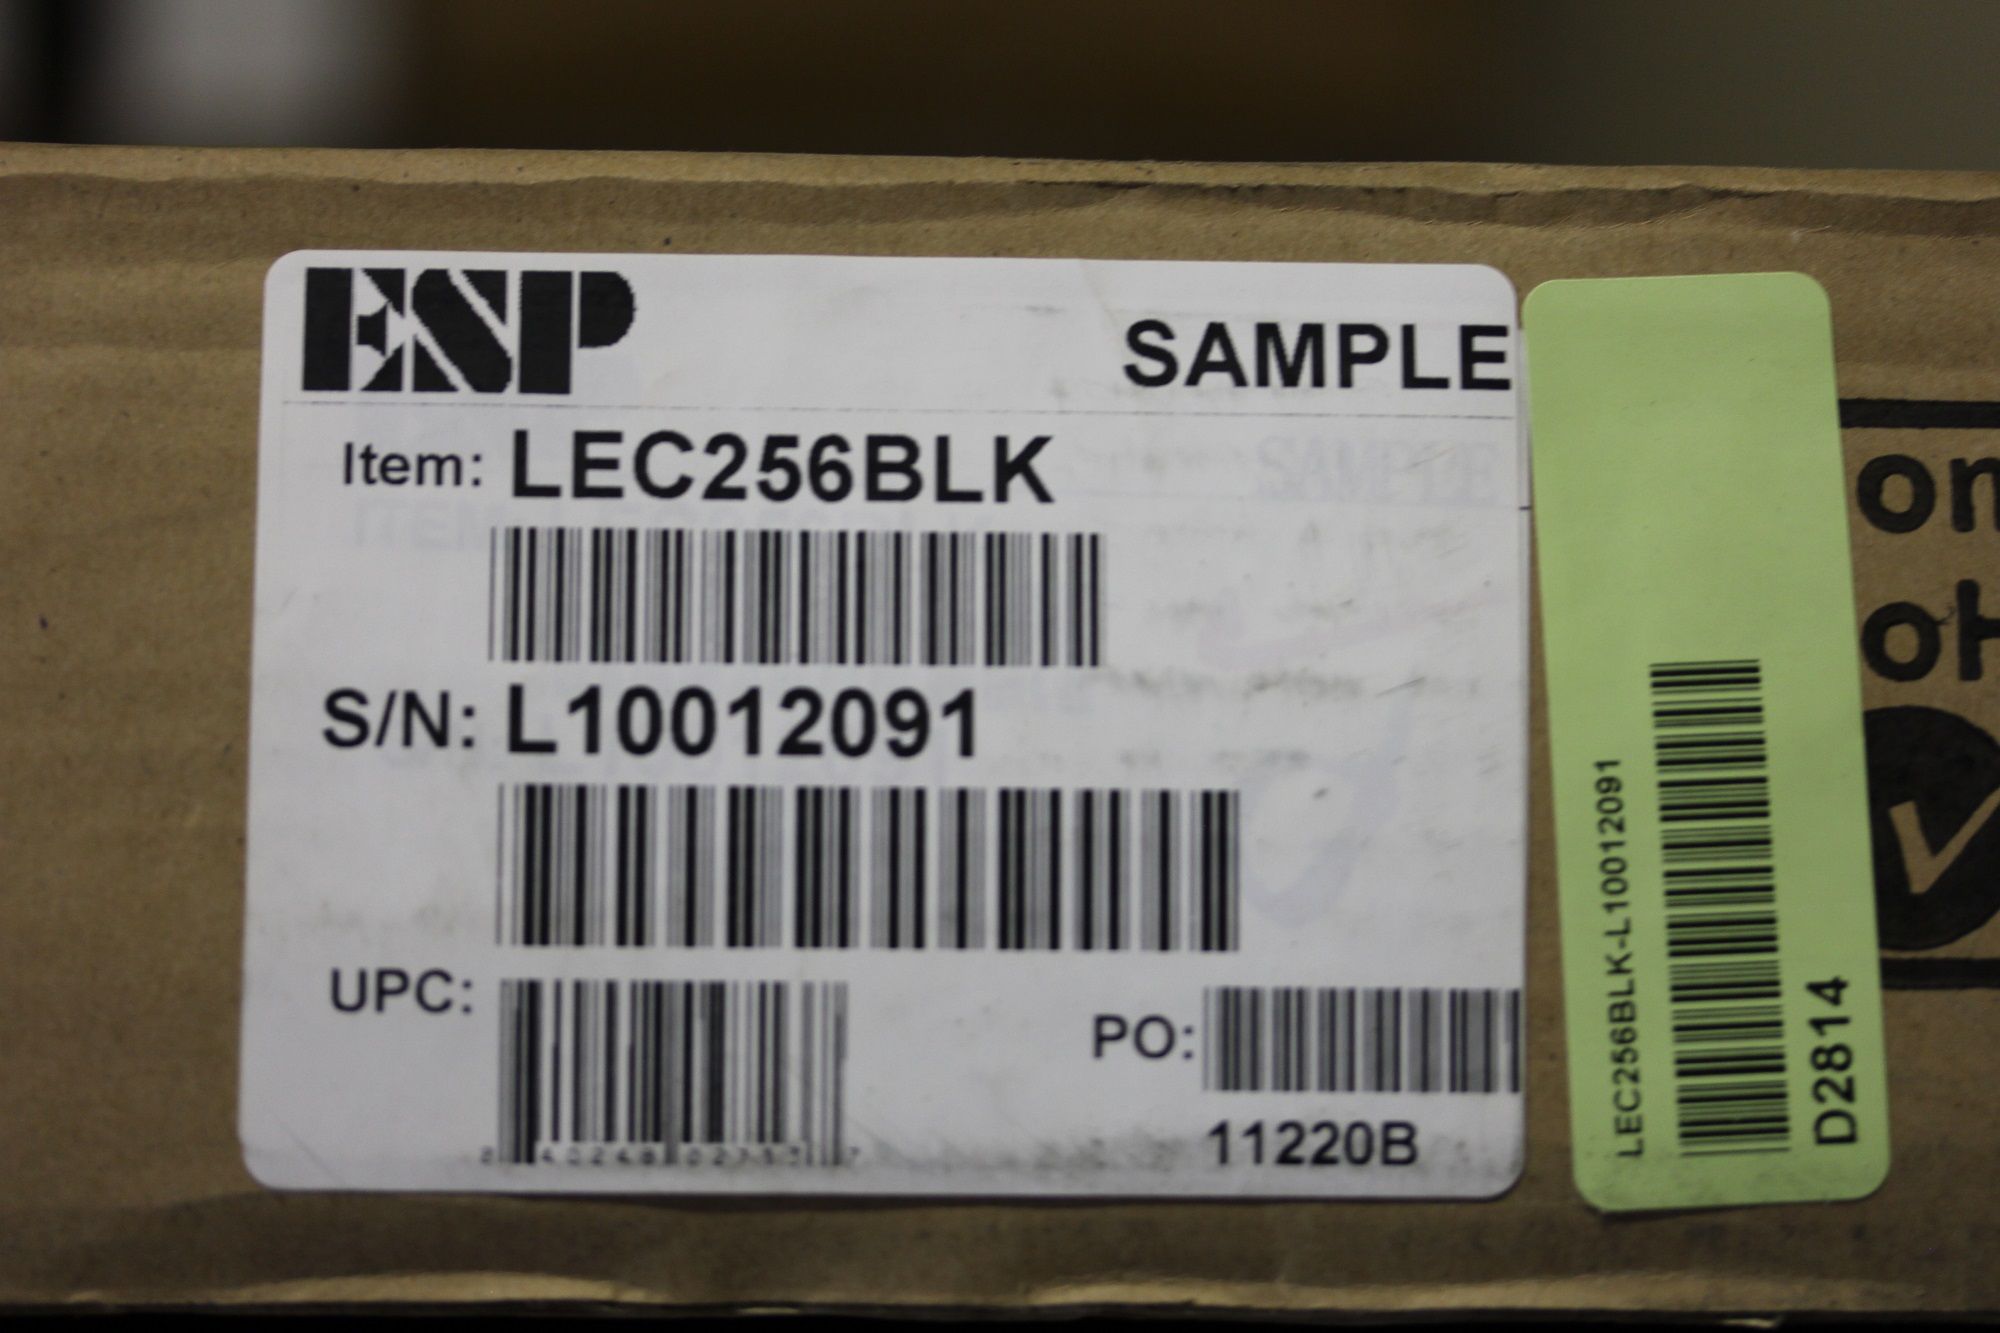 ESP
SAMPLE
Item: LEC256BLK
S/N: L10012091
UPC:
PO:
11220B
LEC256BLK-L10012091
D2814